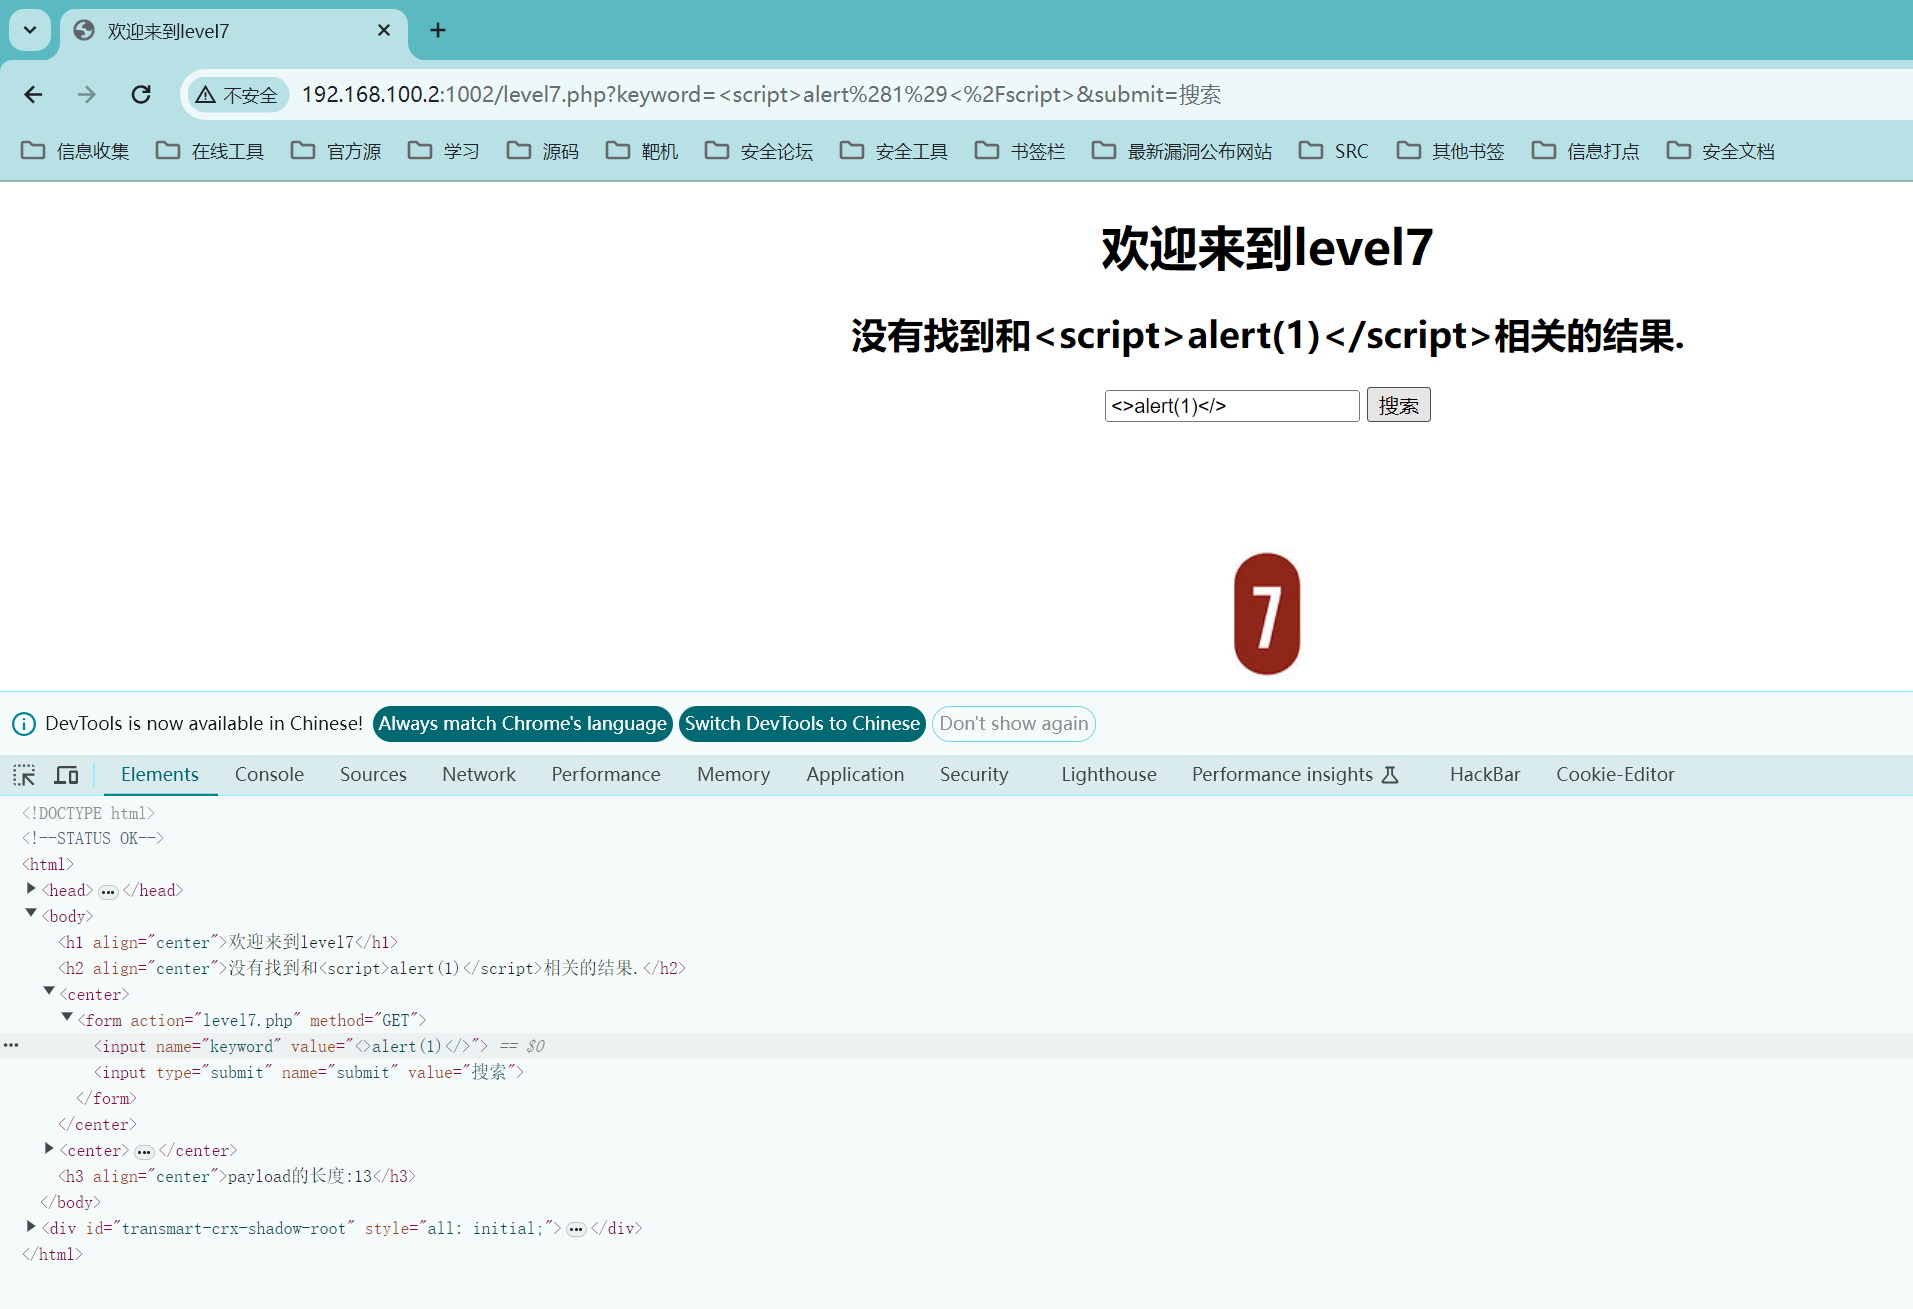 欢迎来到level7
不安全 192.168.100.2:1002/level7.php?keyword=<script>alert%281%29<%2Fscript>&submit=搜索
信息收集 在线工具 官方源 学习 源码 靶机 安全论坛 安全工具 书签栏 最新漏洞公布网站 SRC 其他书签 信息打点 安全文档
欢迎来到level7
没有找到和<script>alert(1)</script>相关的结果.
<>alert(1)</> 搜索
7
DevTools is now available in Chinese! Always match Chrome's language Switch DevTools to Chinese Don't show again
Elements Console Sources Network Performance Memory Application Security Lighthouse Performance insights HackBar Cookie-Editor
<!DOCTYPE html>
<!--STATUS OK-->
<html>
<head> ••• </head>
<body>
<h1 align="center">欢迎来到level7</h1>
<h2 align="center">没有找到和<script>alert(1)</script>相关的结果.</h2>
<center>
<form action="level7.php" method="GET">
••• <input name="keyword" value="<>alert(1)</>"> == $0
<input type="submit" name="submit" value="搜索">
</form>
</center>
<center> ••• </center>
<h3 align="center">payload的长度:13</h3>
</body>
<div id="transmart-crx-shadow-root" style="all: initial;"> ••• </div>
</html>